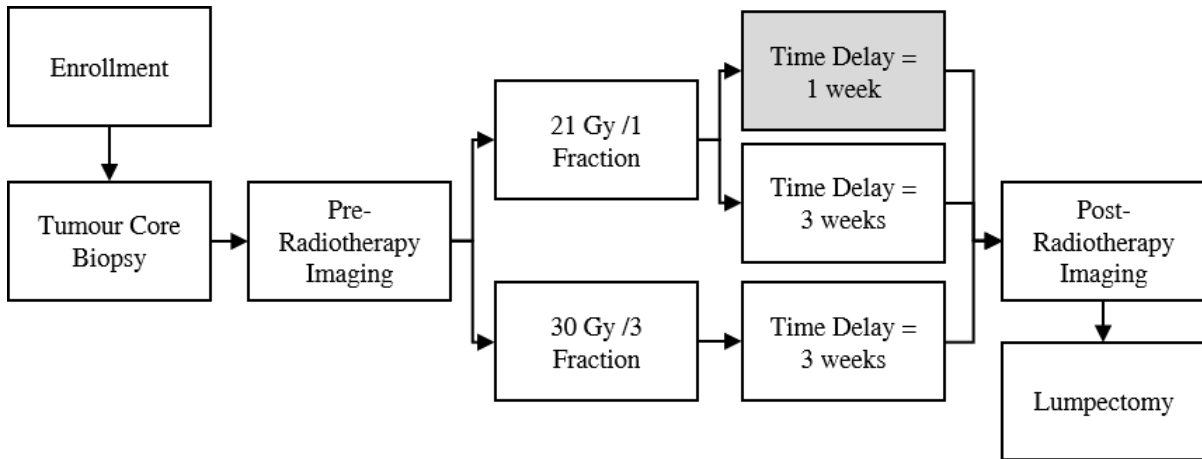 Enrollment
Tumour Core
Biopsy
Pre-
Radiotherapy
Imaging
21 Gy /1
Fraction
30 Gy /3
Fraction
Time Delay =
1 week
Time Delay =
3 weeks
Time Delay =
3 weeks
Post-
Radiotherapy
Imaging
Lumpectomy